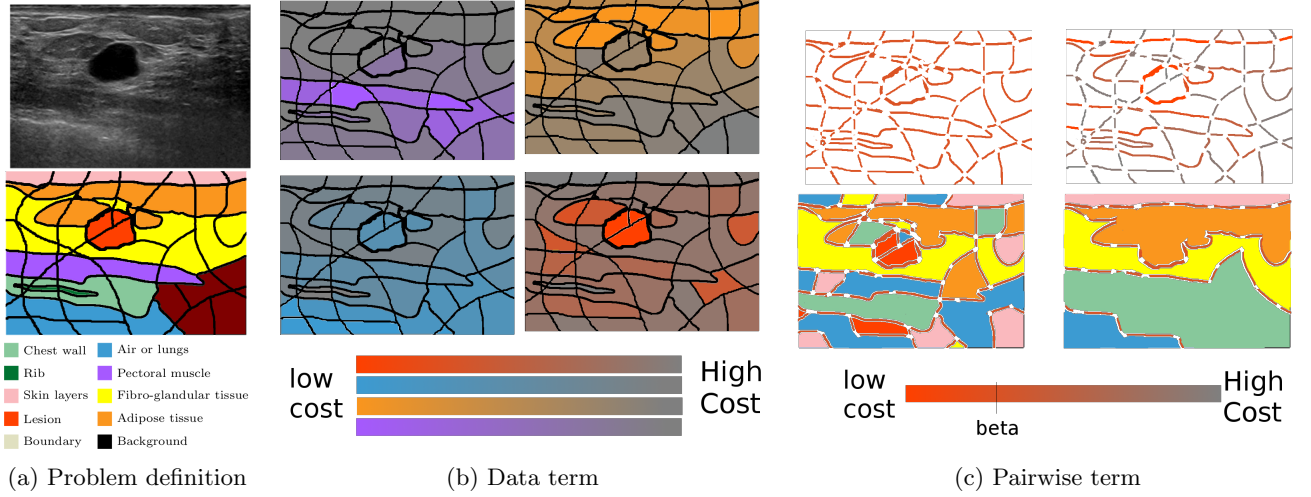 Chest wall
Air or lungs
Rib
Pectoral muscle
Skin layers
Fibro-glandular tissue
Lesion
Adipose tissue
Boundary
Background
low
cost
High
Cost
low
cost
High
Cost
beta
(a) Problem definition
(b) Data term
(c) Pairwise term